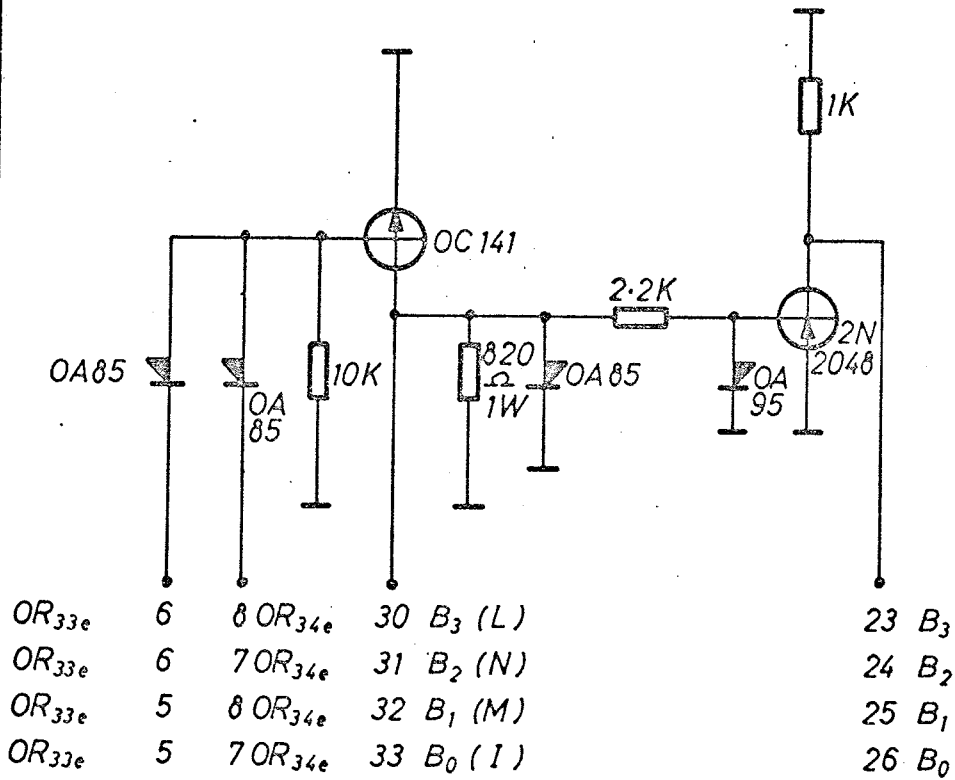 1K
OC 141
2.2K
OA85
OA
85
10K
820
Ω
1W
OA85
OA
95
2N
2048
OR33e 6 8 OR34e 30 B3 (L) 23 B3
OR33e 6 7 OR34e 31 B2 (N) 24 B2
OR33e 5 8 OR34e 32 B1 (M) 25 B1
OR33e 5 7 OR34e 33 B0 (I) 26 B0